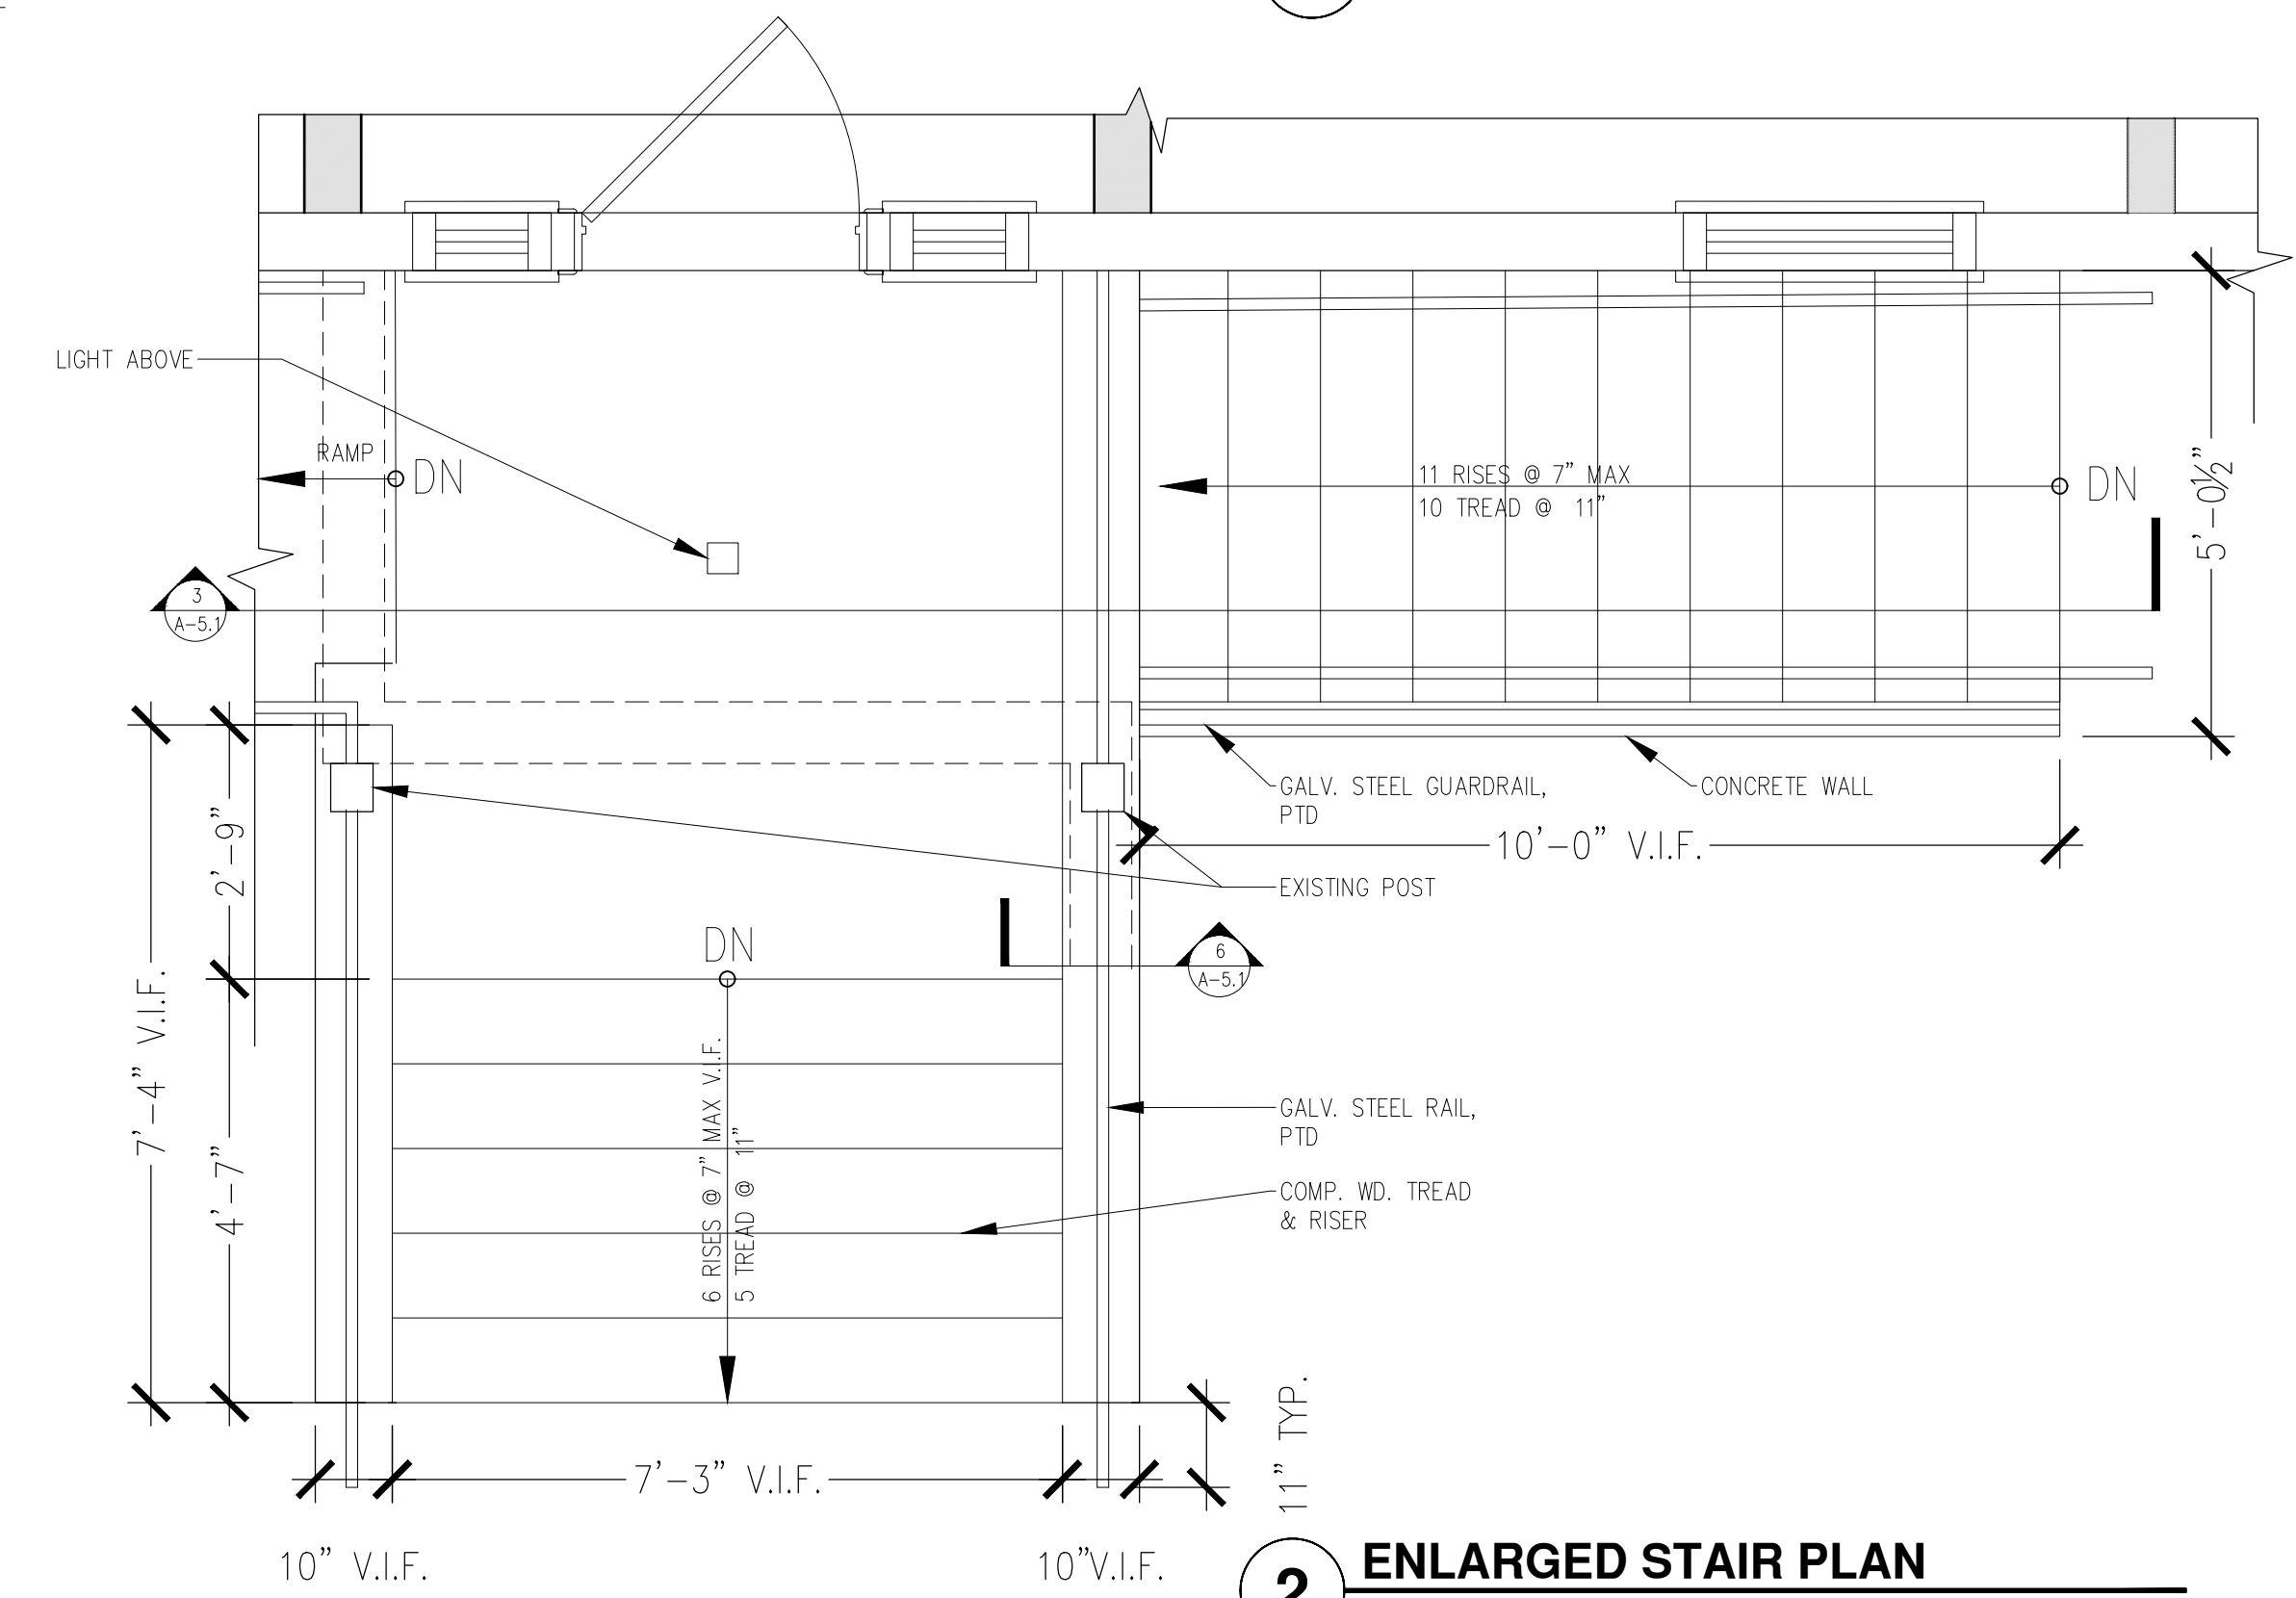 LIGHT ABOVE
RAMP
DN
11 RISES @ 7" MAX
10 TREAD @ 11"
DN
5'-0½"
3
A-5.1
GALV. STEEL GUARDRAIL,
PTD
CONCRETE WALL
10'-0" V.I.F.
EXISTING POST
2'-9"
DN
6
A-5.1
7'-4" V.I.F.
4'-7"
6 RISES @ 7" MAX V.I.F.
5 TREAD @ 11"
GALV. STEEL RAIL,
PTD
COMP. WD. TREAD
& RISER
11" TYP.
7'-3" V.I.F.
10" V.I.F.
10"V.I.F.
2
ENLARGED STAIR PLAN